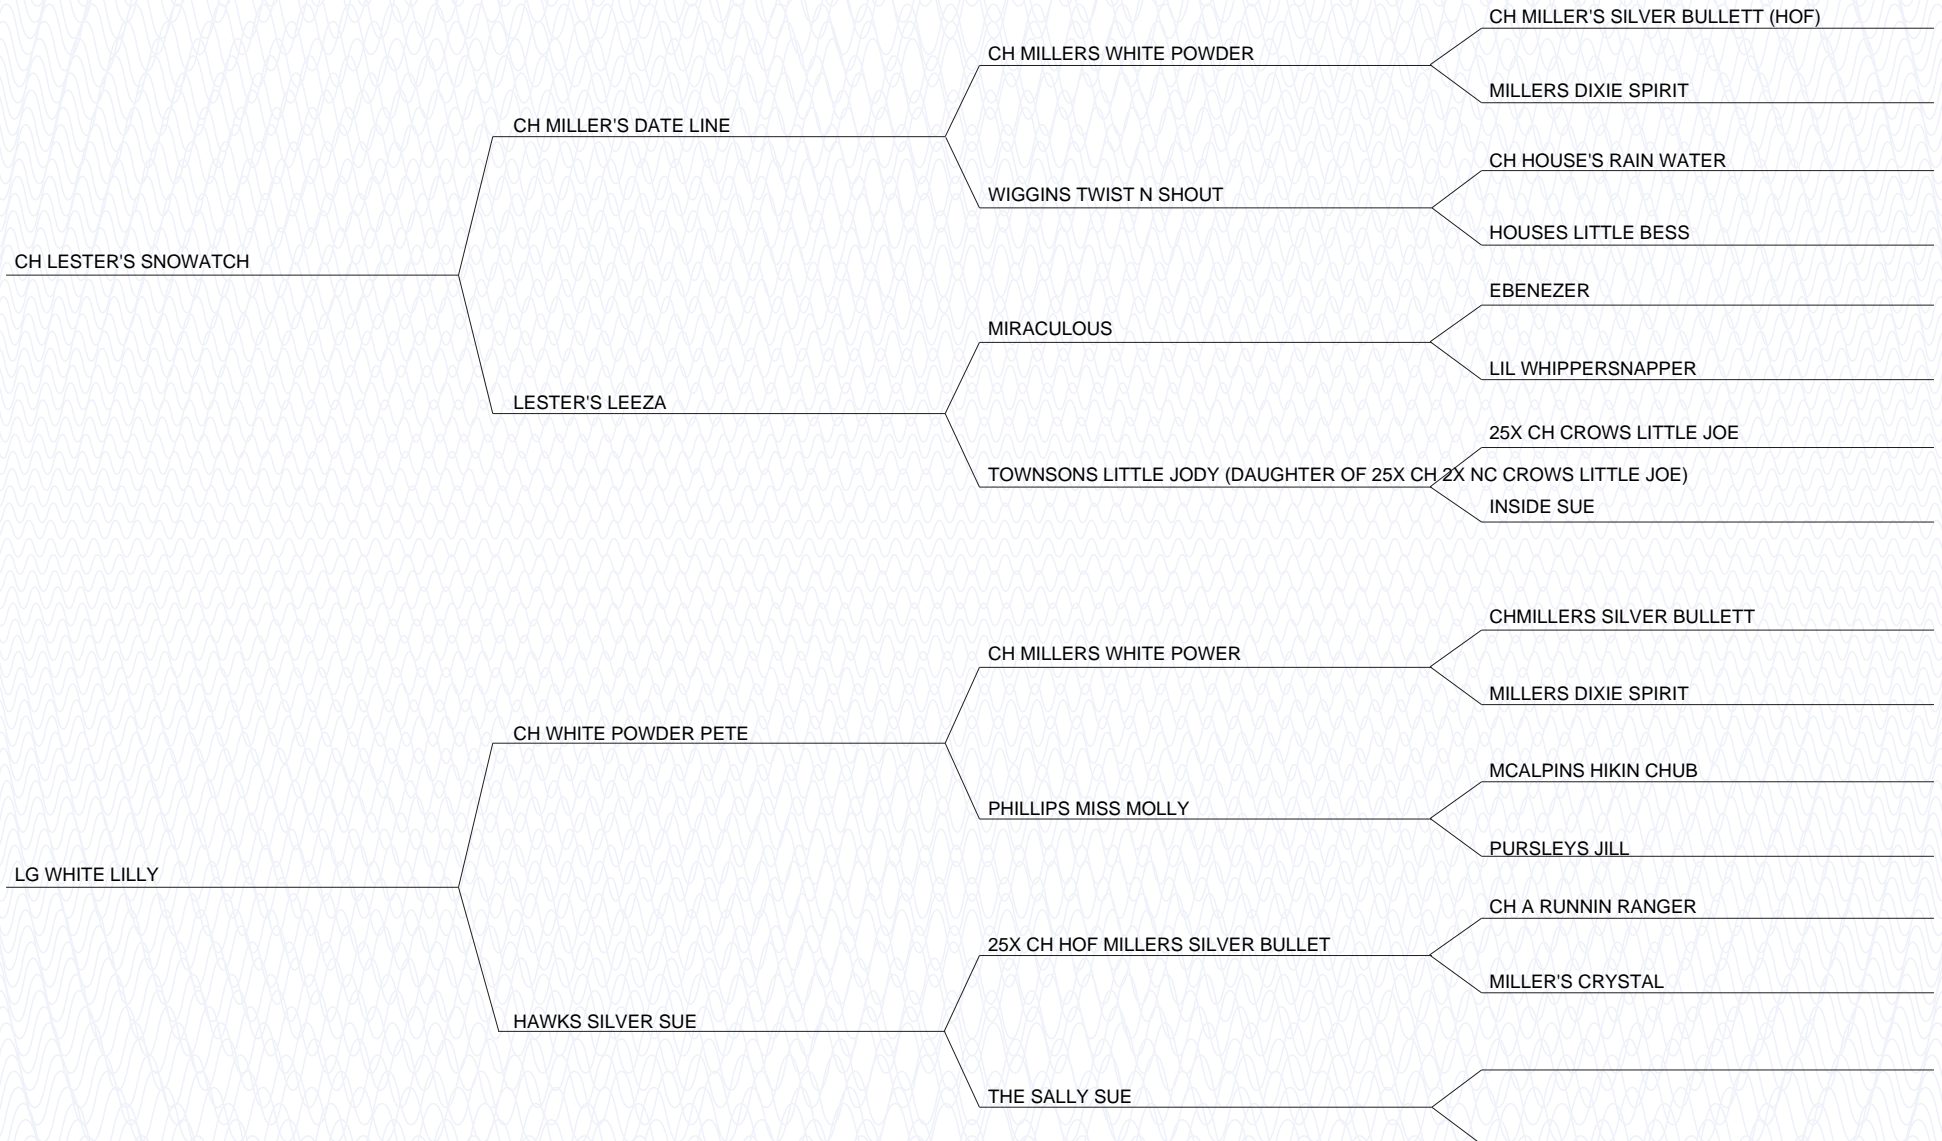 CH MILLER'S SILVER BULLETT (HOF)
CH MILLERS WHITE POWDER
MILLERS DIXIE SPIRIT
CH MILLER'S DATE LINE
CH HOUSE'S RAIN WATER
WIGGINS TWIST N SHOUT
HOUSES LITTLE BESS
CH LESTER'S SNOWATCH
EBENEZER
MIRACULOUS
LIL WHIPPERSNAPPER
LESTER'S LEEZA
25X CH CROWS LITTLE JOE
TOWNSONS LITTLE JODY (DAUGHTER OF 25X CH 2X NC CROWS LITTLE JOE)
INSIDE SUE
CHMILLERS SILVER BULLETT
CH MILLERS WHITE POWER
MILLERS DIXIE SPIRIT
CH WHITE POWDER PETE
MCALPINS HIKIN CHUB
PHILLIPS MISS MOLLY
PURSLEYS JILL
LG WHITE LILLY
CH A RUNNIN RANGER
25X CH HOF MILLERS SILVER BULLET
MILLER'S CRYSTAL
HAWKS SILVER SUE
THE SALLY SUE